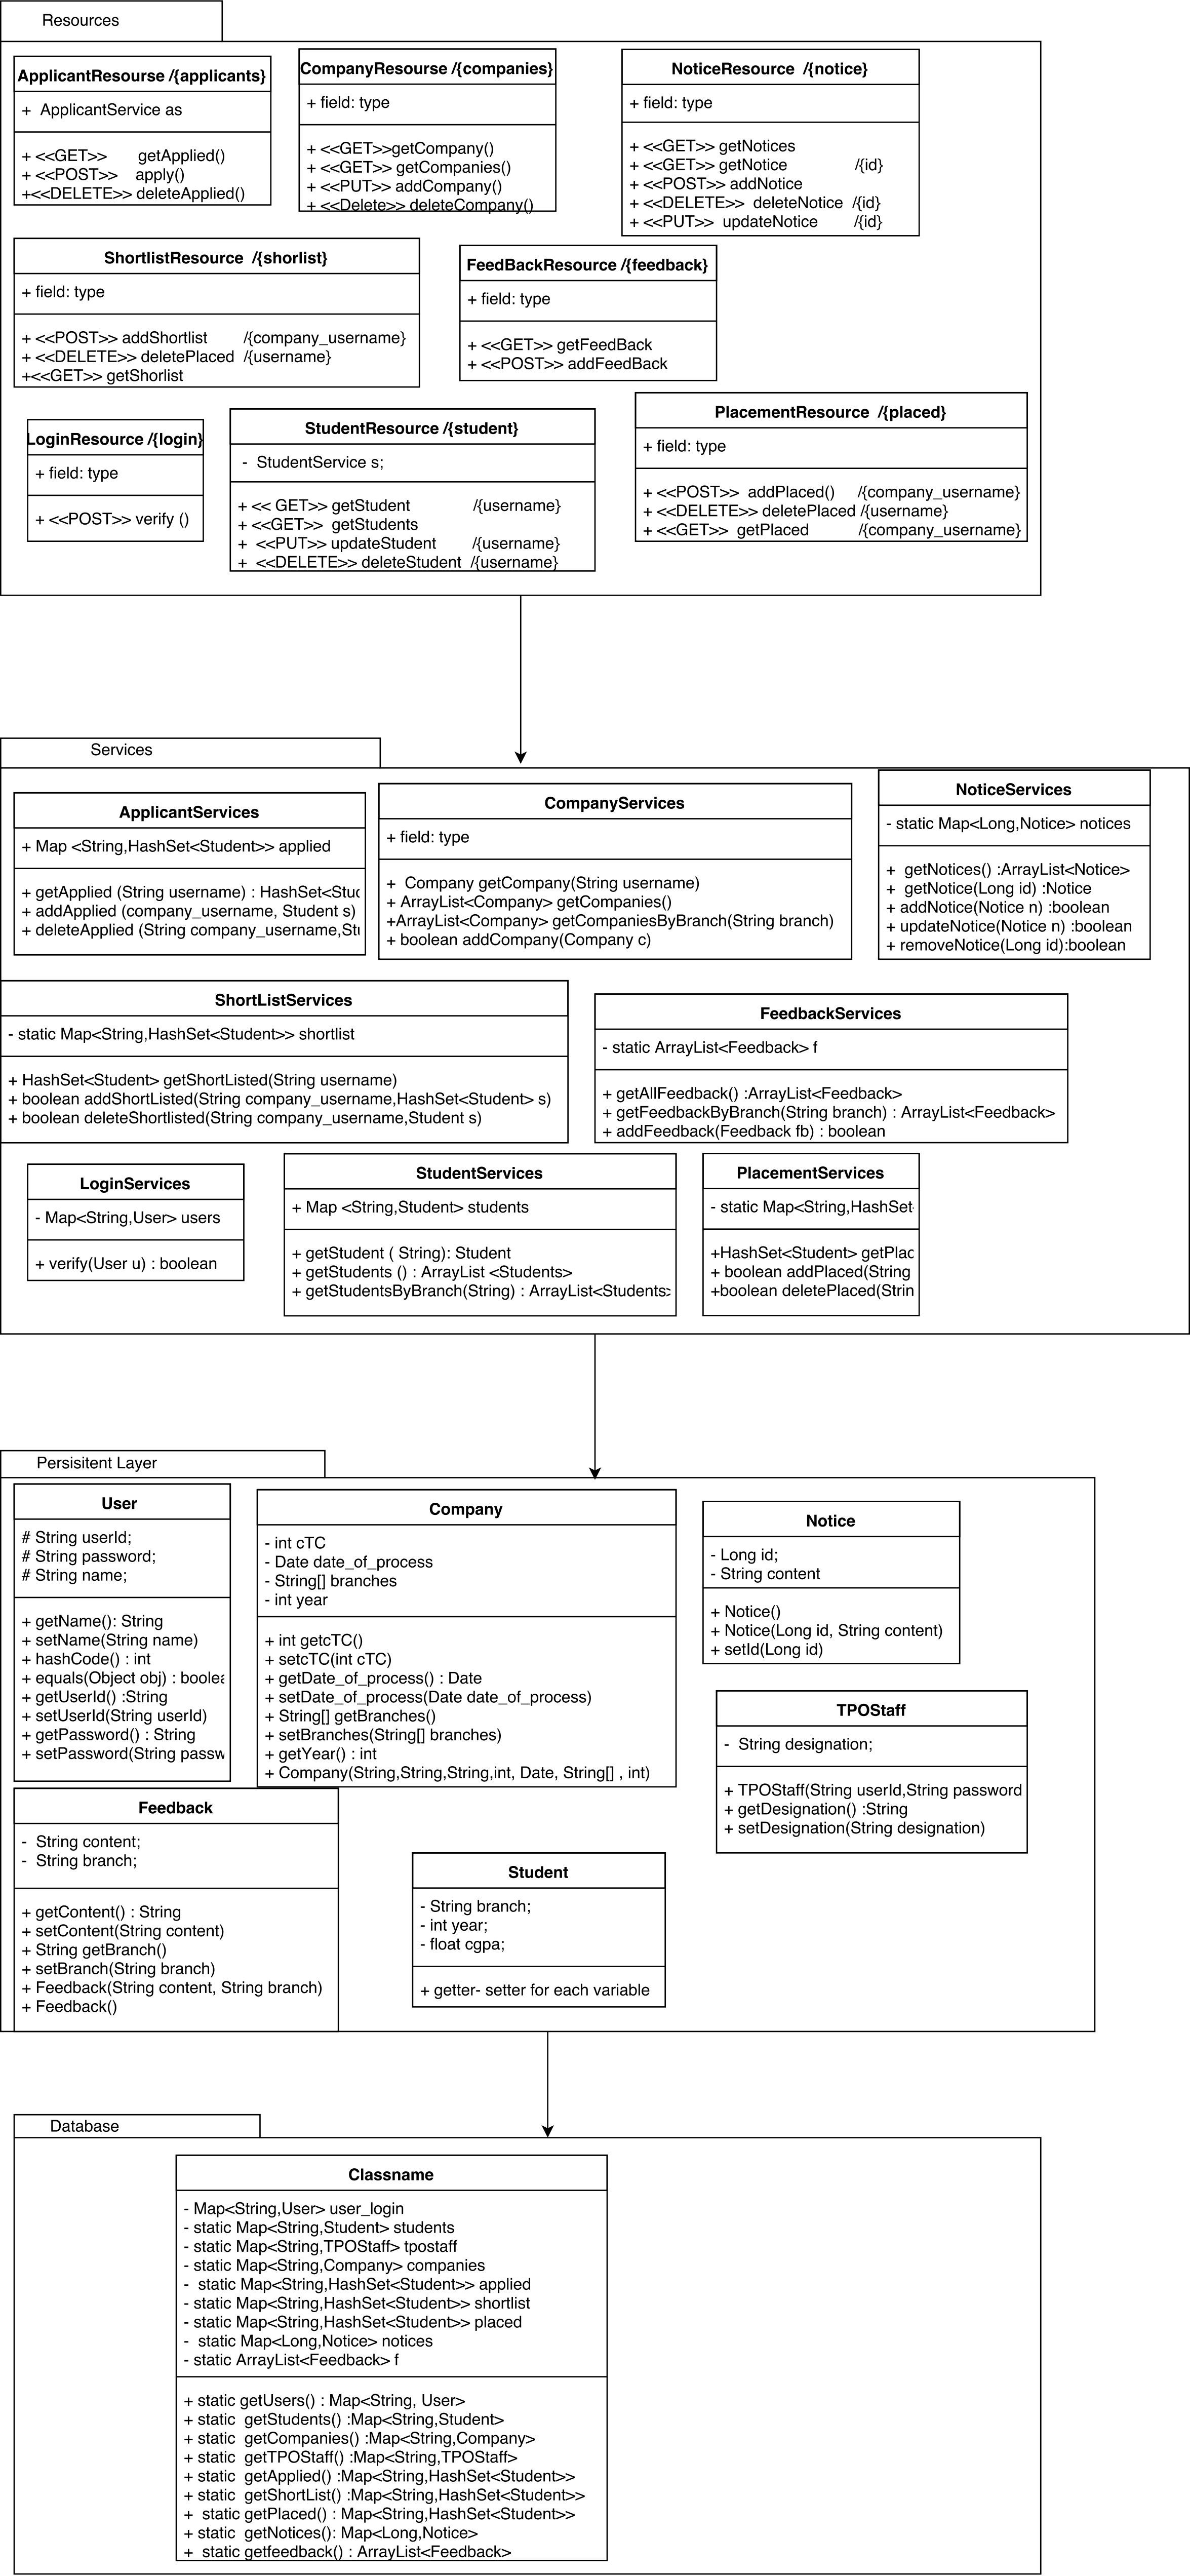 Resources
ApplicantResourse /{applicants}
+ ApplicantService as
+ <<GET>> getApplied()
+ <<POST>> apply()
+<<DELETE>> deleteApplied()
CompanyResourse /{companies}
+ field: type
+ <<GET>>getCompany()
+ <<GET>> getCompanies()
+ <<PUT>> addCompany()
+ <<Delete>> deleteCompany()
NoticeResource /{notice}
+ field: type
+ <<GET>> getNotices
+ <<GET>> getNotice /{id}
+ <<POST>> addNotice
+ <<DELETE>> deleteNotice /{id}
+ <<PUT>> updateNotice /{id}
ShortlistResource /{shorlist}
+ field: type
+ <<POST>> addShortlist /{company_username}
+ <<DELETE>> deletePlaced /{username}
+<<GET>> getShorlist
FeedBackResource /{feedback}
+ field: type
+ <<GET>> getFeedBack
+ <<POST>> addFeedBack
LoginResource /{login}
+ field: type
+ <<POST>> verify ()
StudentResource /{student}
- StudentService s;
+ << GET>> getStudent /{username}
+ <<GET>> getStudents
+ <<PUT>> updateStudent /{username}
+ <<DELETE>> deleteStudent /{username}
PlacementResource /{placed}
+ field: type
+ <<POST>> addPlaced() /{company_username}
+ <<DELETE>> deletePlaced /{username}
+ <<GET>> getPlaced /{company_username}
Services
ApplicantServices
+ Map <String,HashSet<Student>> applied
+ getApplied (String username) : HashSet<Stud
+ addApplied (company_username, Student s)
+ deleteApplied (String company_username,Stu
CompanyServices
+ field: type
+ Company getCompany(String username)
+ ArrayList<Company> getCompanies()
+ArrayList<Company> getCompaniesByBranch(String branch)
+ boolean addCompany(Company c)
NoticeServices
- static Map<Long,Notice> notices
+ getNotices() :ArrayList<Notice>
+ getNotice(Long id) :Notice
+ addNotice(Notice n) :boolean
+ updateNotice(Notice n) :boolean
+ removeNotice(Long id):boolean
ShortListServices
- static Map<String,HashSet<Student>> shortlist
+ HashSet<Student> getShortListed(String username)
+ boolean addShortListed(String company_username,HashSet<Student> s)
+ boolean deleteShortlisted(String company_username,Student s)
FeedbackServices
- static ArrayList<Feedback> f
+ getAllFeedback() :ArrayList<Feedback>
+ getFeedbackByBranch(String branch) : ArrayList<Feedback>
+ addFeedback(Feedback fb) : boolean
LoginServices
- Map<String,User> users
+ verify(User u) : boolean
StudentServices
+ Map <String,Student> students
+ getStudent ( String): Student
+ getStudents () : ArrayList <Students>
+ getStudentsByBranch(String) : ArrayList<Students>
PlacementServices
- static Map<String,HashSet
+HashSet<Student> getPlac
+ boolean addPlaced(String
+boolean deletePlaced(Strin
Persisitent Layer
User
# String userId;
# String password;
# String name;
+ getName(): String
+ setName(String name)
+ hashCode() : int
+ equals(Object obj) : boolea
+ getUserId() :String
+ setUserId(String userId)
+ getPassword() : String
+ setPassword(String passw
Company
- int cTC
- Date date_of_process
- String[] branches
- int year
+ int getcTC()
+ setcTC(int cTC)
+ getDate_of_process() : Date
+ setDate_of_process(Date date_of_process)
+ String[] getBranches()
+ setBranches(String[] branches)
+ getYear() : int
+ Company(String,String,String,int, Date, String[] , int)
Notice
- Long id;
- String content
+ Notice()
+ Notice(Long id, String content)
+ setId(Long id)
TPOStaff
- String designation;
+ TPOStaff(String userId,String password
+ getDesignation() :String
+ setDesignation(String designation)
Feedback
- String content;
- String branch;
+ getContent() : String
+ setContent(String content)
+ String getBranch()
+ setBranch(String branch)
+ Feedback(String content, String branch)
+ Feedback()
Student
- String branch;
- int year;
- float cgpa;
+ getter- setter for each variable
Database
Classname
- Map<String,User> user_login
- static Map<String,Student> students
- static Map<String,TPOStaff> tpostaff
- static Map<String,Company> companies
- static Map<String,HashSet<Student>> applied
- static Map<String,HashSet<Student>> shortlist
- static Map<String,HashSet<Student>> placed
- static Map<Long,Notice> notices
- static ArrayList<Feedback> f
+ static getUsers() : Map<String, User>
+ static getStudents() :Map<String,Student>
+ static getCompanies() :Map<String,Company>
+ static getTPOStaff() :Map<String,TPOStaff>
+ static getApplied() :Map<String,HashSet<Student>>
+ static getShortList() :Map<String,HashSet<Student>>
+ static getPlaced() : Map<String,HashSet<Student>>
+ static getNotices(): Map<Long,Notice>
+ static getfeedback() : ArrayList<Feedback>